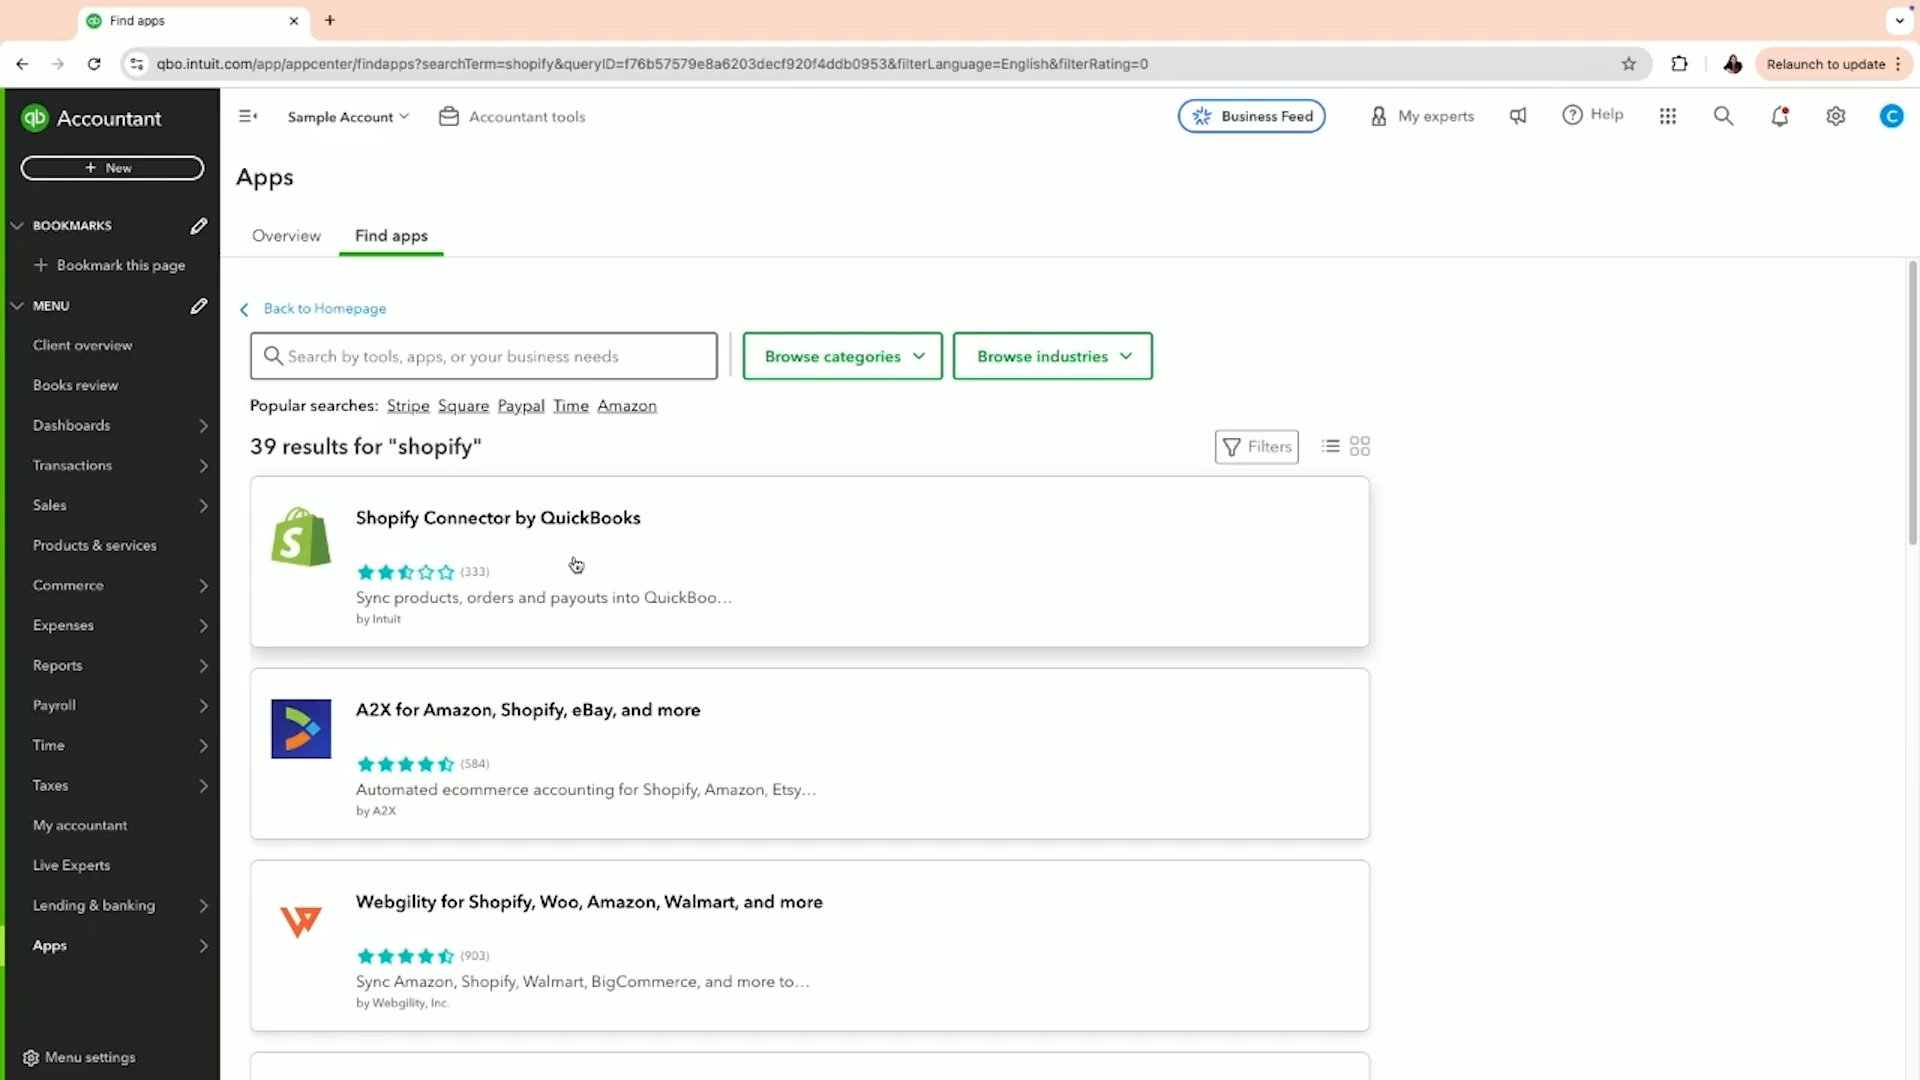 Find apps
qbo.intuit.com/app/appcenter/findapps?searchTerm=shopify&queryID=f76b57579e8a6203decf920f4ddb0953&filterLanguage=English&filterRating=0
Relaunch to update
qb Accountant
Sample Account
Accountant tools
Business Feed
My experts
Help
C
+ New
BOOKMARKS
Bookmark this page
MENU
Client overview
Books review
Dashboards
Transactions
Sales
Products & services
Commerce
Expenses
Reports
Payroll
Time
Taxes
My accountant
Live Experts
Lending & banking
Apps
Menu settings
Apps
Overview
Find apps
Back to Homepage
Search by tools, apps, or your business needs
Browse categories
Browse industries
Popular searches: Stripe Square Paypal Time Amazon
39 results for "shopify"
Filters
Shopify Connector by QuickBooks
(333)
Sync products, orders and payouts into QuickBoo...
by Intuit
A2X for Amazon, Shopify, eBay, and more
(584)
Automated ecommerce accounting for Shopify, Amazon, Etsy...
by A2X
Webgility for Shopify, Woo, Amazon, Walmart, and more
(903)
Sync Amazon, Shopify, Walmart, BigCommerce, and more to...
by Webgility, Inc.